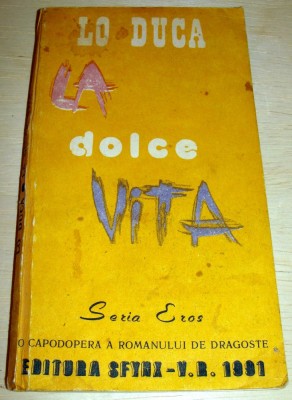 LO DUCA
LA
dolce
VITA
Seria Eros
O CAPODOPERA A ROMANULUI DE DRAGOSTE
EDITURA SFYNX-V.R. 1991